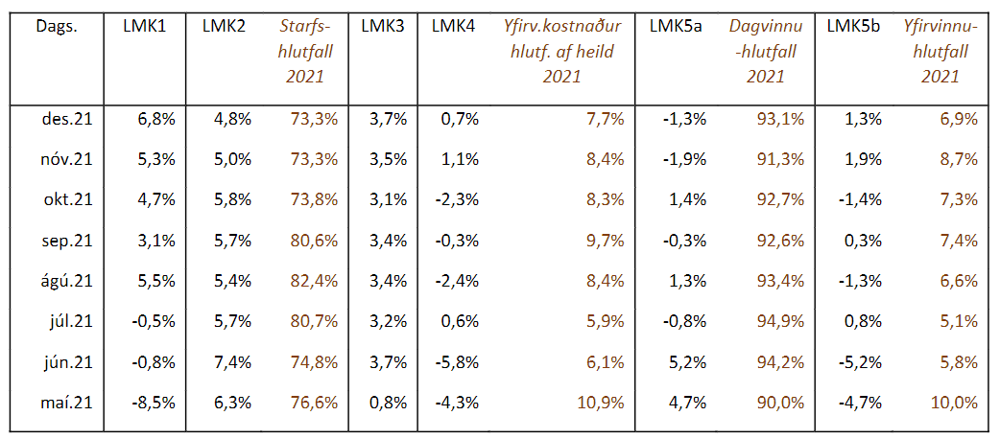 Dags. LMK1 LMK2 Starfs- LMK3 LMK4 Yfirv.kostnaður LMK5a Dagvinnu LMK5b Yfirvinnu-
hlutfall hlutf. af heild -hlutfall hlutfall
2021 2021 2021 2021
des.21 6,8% 4,8% 73,3% 3,7% 0,7% 7,7% -1,3% 93,1% 1,3% 6,9%
nóv.21 5,3% 5,0% 73,3% 3,5% 1,1% 8,4% -1,9% 91,3% 1,9% 8,7%
okt.21 4,7% 5,8% 73,8% 3,1% -2,3% 8,3% 1,4% 92,7% -1,4% 7,3%
sep.21 3,1% 5,7% 80,6% 3,4% -0,3% 9,7% -0,3% 92,6% 0,3% 7,4%
ágú.21 5,5% 5,4% 82,4% 3,4% -2,4% 8,4% 1,3% 93,4% -1,3% 6,6%
júl.21 -0,5% 5,7% 80,7% 3,2% 0,6% 5,9% -0,8% 94,9% 0,8% 5,1%
jún.21 -0,8% 7,4% 74,8% 3,7% -5,8% 6,1% 5,2% 94,2% -5,2% 5,8%
maí.21 -8,5% 6,3% 76,6% 0,8% -4,3% 10,9% 4,7% 90,0% -4,7% 10,0%